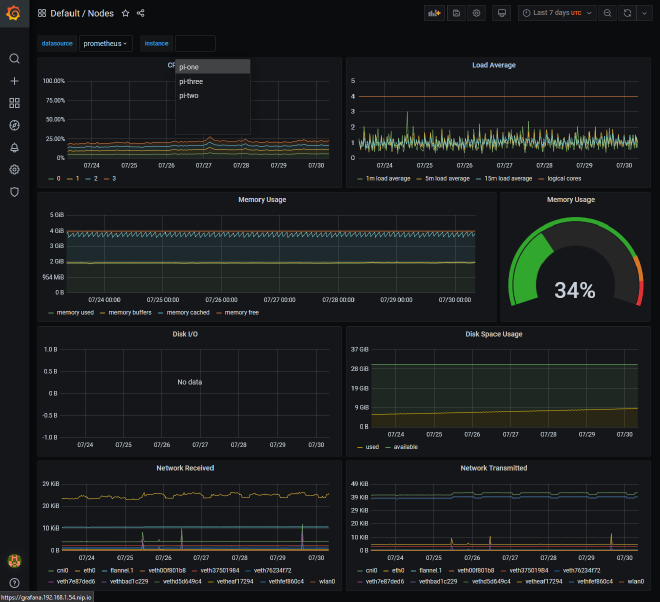 Default / Nodes
Last 7 days UTC
datasource
prometheus
instance
pi-one
pi-three
pi-two
100.00%
75.00%
50.00%
25.00%
0%
07/24 07/25 07/26 07/27 07/28 07/29 07/30
0 1 2 3
Load Average
5
4
3
2
1
0
07/24 07/25 07/26 07/27 07/28 07/29 07/30
1m load average 5m load average 15m load average logical cores
Memory Usage
5 GiB
4 GiB
3 GiB
2 GiB
954 MiB
0 B
07/24 00:00 07/25 00:00 07/26 00:00 07/27 00:00 07/28 00:00 07/29 00:00 07/30 00:00
memory used memory buffers memory cached memory free
Memory Usage
34%
Disk I/O
1.0 B
0.5 B
0 B
-0.5 B
-1.0 B
No data
07/24 07/25 07/26 07/27 07/28 07/29 07/30
Disk Space Usage
37 GiB
28 GiB
19 GiB
9 GiB
0 B
07/24 07/25 07/26 07/27 07/28 07/29 07/30
used available
Network Received
29 KiB
20 KiB
10 KiB
0 B
07/24 07/25 07/26 07/27 07/28 07/29 07/30
cni0 eth0 flannel.1 veth00f801b8 veth37501984 veth76234f72
veth7e87ded6 vethbad1c229 vethd5d649c4 vetheaf17294 vethfef860c4 wlan0
Network Transmitted
49 KiB
39 KiB
29 KiB
20 KiB
10 KiB
0 B
07/24 07/25 07/26 07/27 07/28 07/29 07/30
cni0 eth0 flannel.1 veth00f801b8 veth37501984 veth76234f72
veth7e87ded6 vethbad1c229 vethd5d649c4 vetheaf17294 vethfef860c4 wlan0
https://grafana.192.168.1.54.nip.io